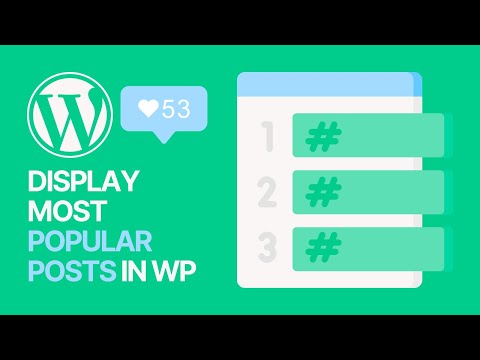 W
53
DISPLAY
MOST
POPULAR
POSTS IN WP
1 #
2 #
3 #